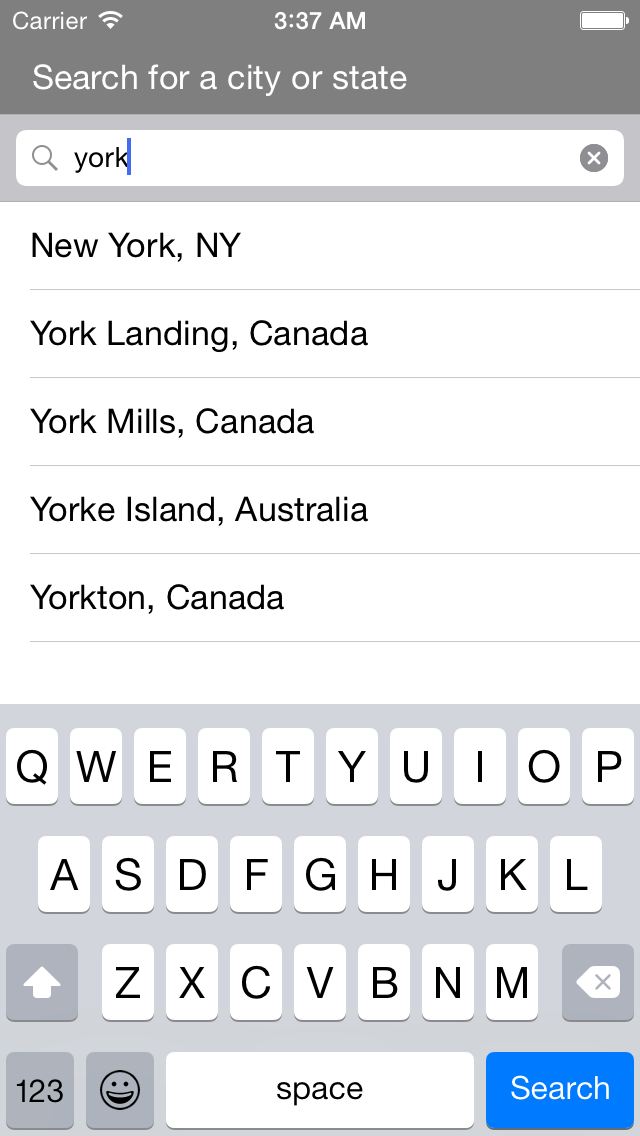 Carrier 3:37 AM
Search for a city or state
york
New York, NY
York Landing, Canada
York Mills, Canada
Yorke Island, Australia
Yorkton, Canada
Q W E R T Y U I O P
A S D F G H J K L
Z X C V B N M
123 space Search